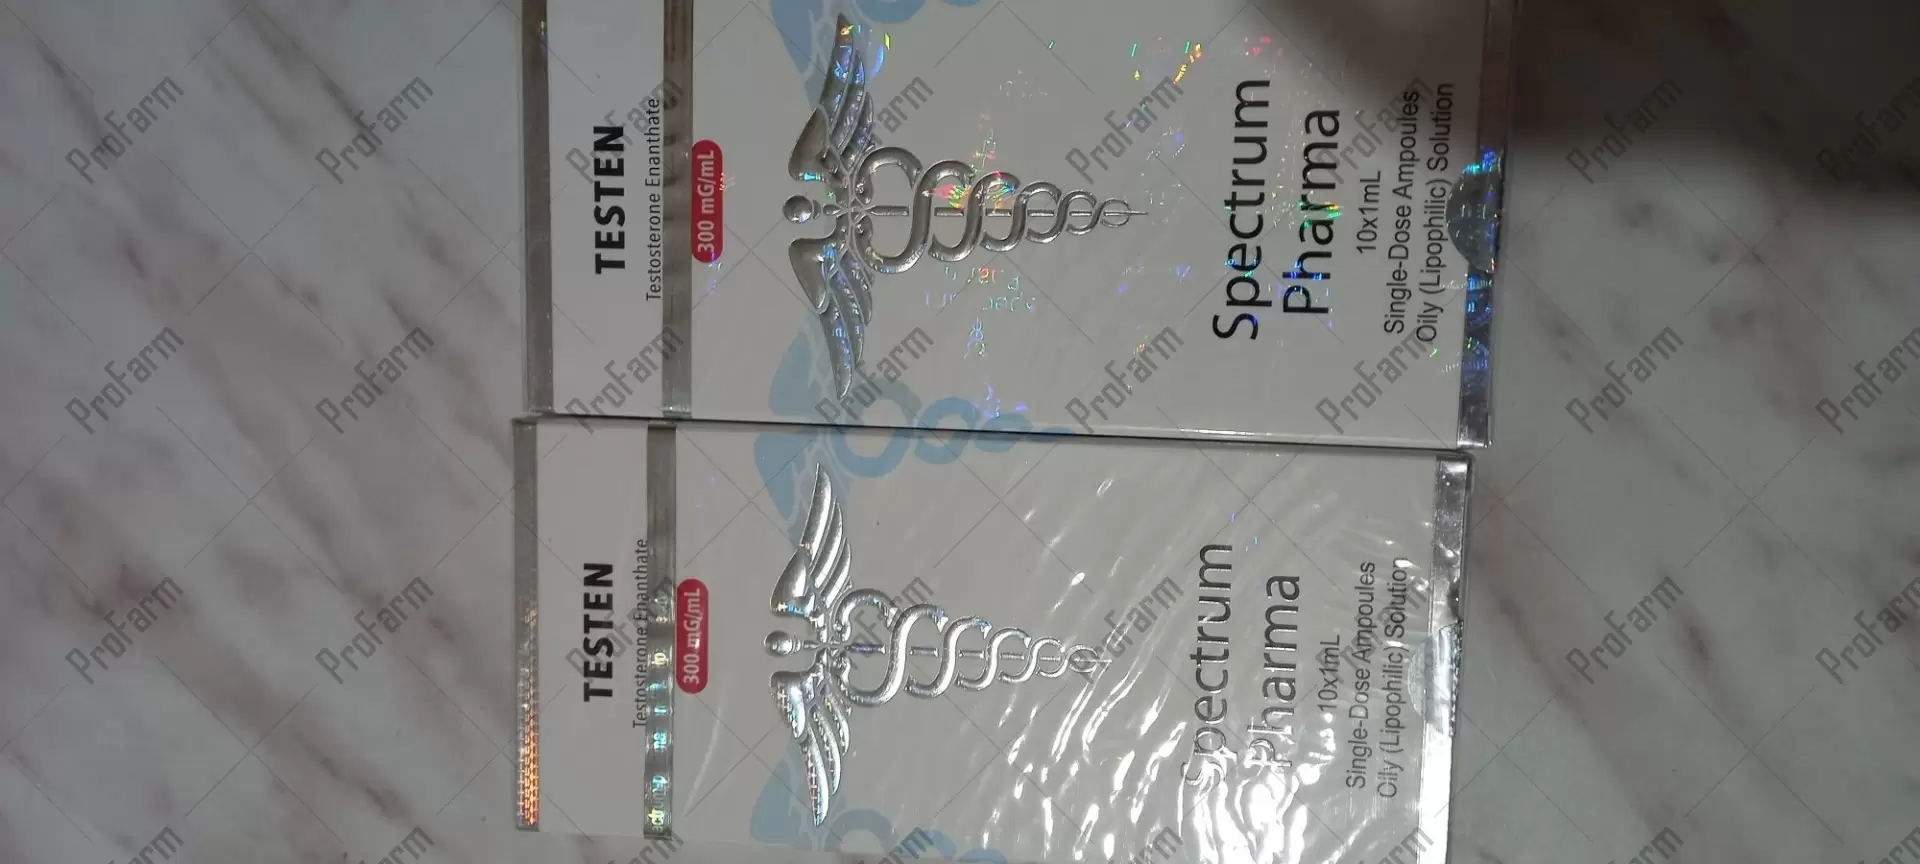 TESTEN
Testosterone Enanthate
300 mG/mL
Spectrum
Pharma
10x1mL
Single-Dose Ampoules
Oily (Lipophilic) Solution
TESTEN
Testosterone Enanthate
300 mG/mL
Spectrum
Pharma
10x1mL
Single-Dose Ampoules
Oily (Lipophilic) Solution
ProFarm